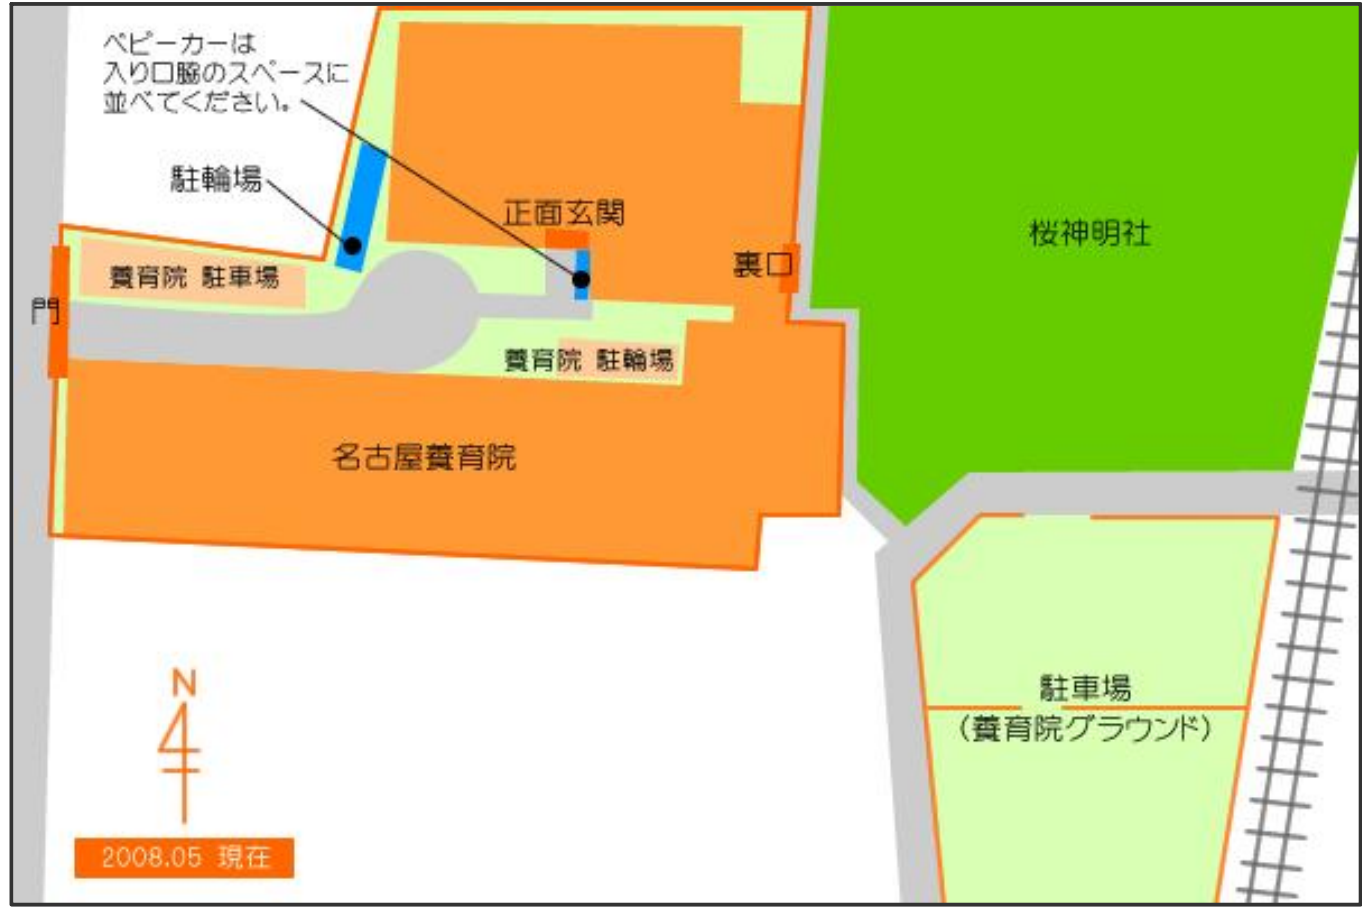 ベビーカーは
入り口脇のスペースに
並べてください。
駐輪場
正面玄関
桜神明社
裏口
養育院 駐車場
門
養育院 駐輪場
名古屋養育院
N
駐車場
(養育院グラウンド)
2008.05 現在